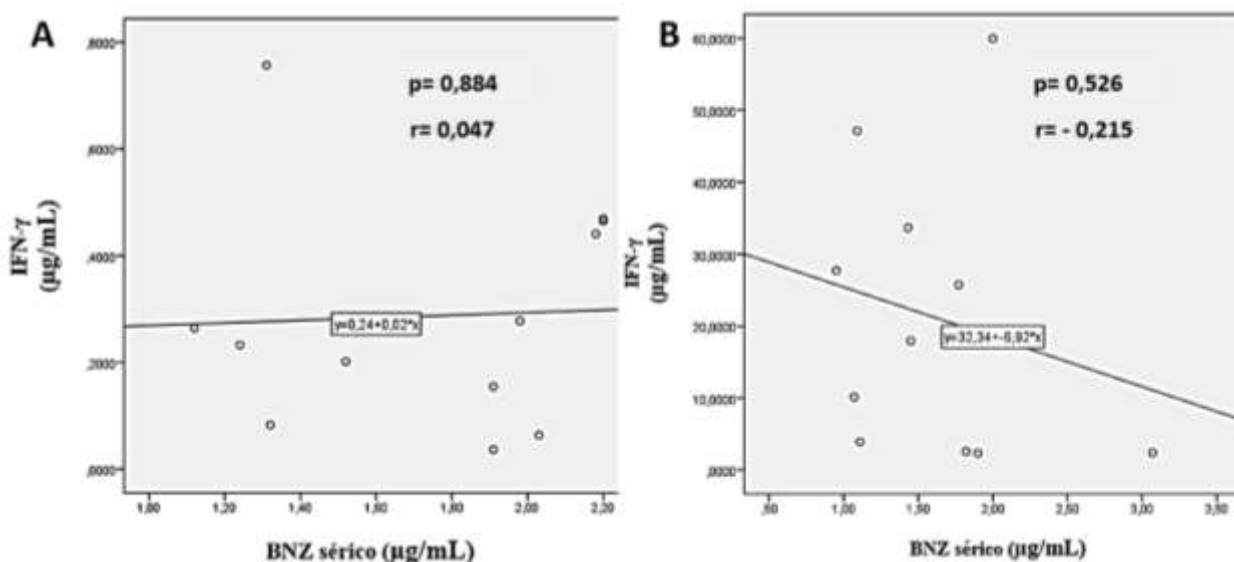 A
p= 0,884
r= 0,047
,8000
,6000
,4000
,2000
,0000
IFN-γ
(µg/mL)
y=0,24+0,02*x
1,00 1,20 1,40 1,60 1,80 2,00 2,20
BNZ sérico (µg/mL)
B
p= 0,526
r= - 0,215
60,0000
50,0000
40,0000
30,0000
20,0000
10,0000
,0000
IFN-γ
(µg/mL)
y=32,34+-6,92*x
,50 1,00 1,50 2,00 2,50 3,00 3,50
BNZ sérico (µg/mL)